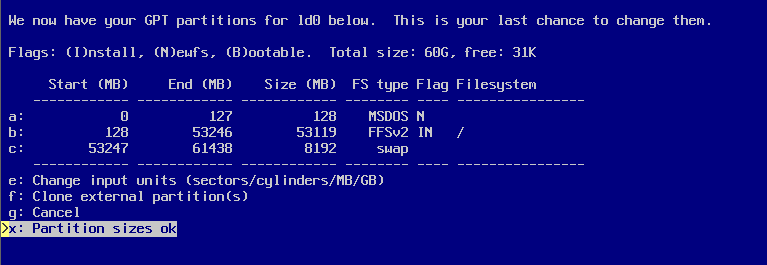 We now have your GPT partitions for ld0 below.  This is your last chance to change them.
Flags: (I)nstall, (N)ewfs, (B)ootable.  Total size: 60G, free: 31K
     Start (MB)     End (MB)    Size (MB)  FS type Flag Filesystem
   ------------ ------------ ------------ -------- ---- ----------------
a:            0          127          128    MSDOS N
b:          128        53246        53119    FFSv2 IN   /
c:        53247        61438         8192     swap
   ------------ ------------ ------------ -------- ---- ----------------
e: Change input units (sectors/cylinders/MB/GB)
f: Clone external partition(s)
g: Cancel
>x: Partition sizes ok